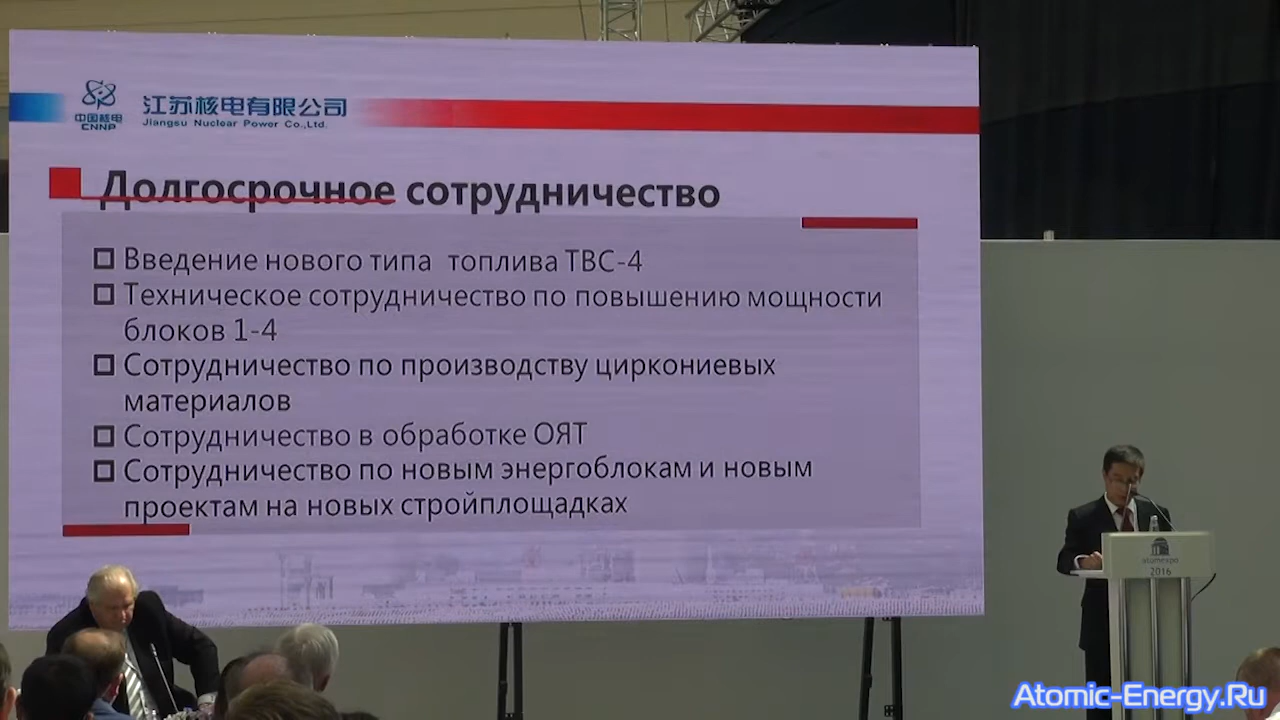 中国核电
CNNP
江苏核电有限公司
Jiangsu Nuclear Power Co.,Ltd.
Долгосрочное сотрудничество
Введение нового типа топлива ТВС-4
Техническое сотрудничество по повышению мощности
блоков 1-4
Сотрудничество по производству циркониевых
материалов
Сотрудничество в обработке ОЯТ
Сотрудничество по новым энергоблокам и новым
проектам на новых стройплощадках
atomexpo
2016
Atomic-Energy.Ru